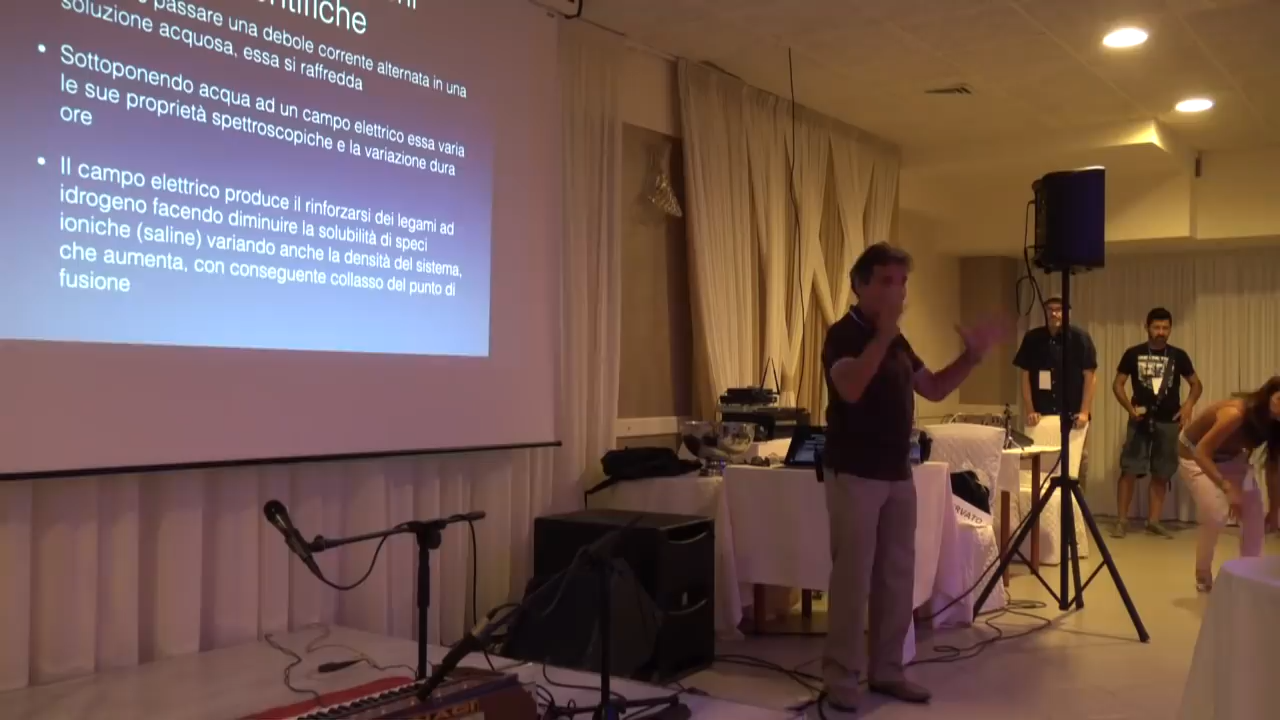 passare una debole corrente alternata in una
soluzione acquosa, essa si raffredda
• Sottoponendo acqua ad un campo elettrico essa varia
le sue proprietà spettroscopiche e la variazione dura
ore
• Il campo elettrico produce il rinforzarsi dei legami ad
idrogeno facendo diminuire la solubilità di speci
ioniche (saline) variando anche la densità del sistema,
che aumenta, con conseguente collasso del punto di
fusione
RVATO